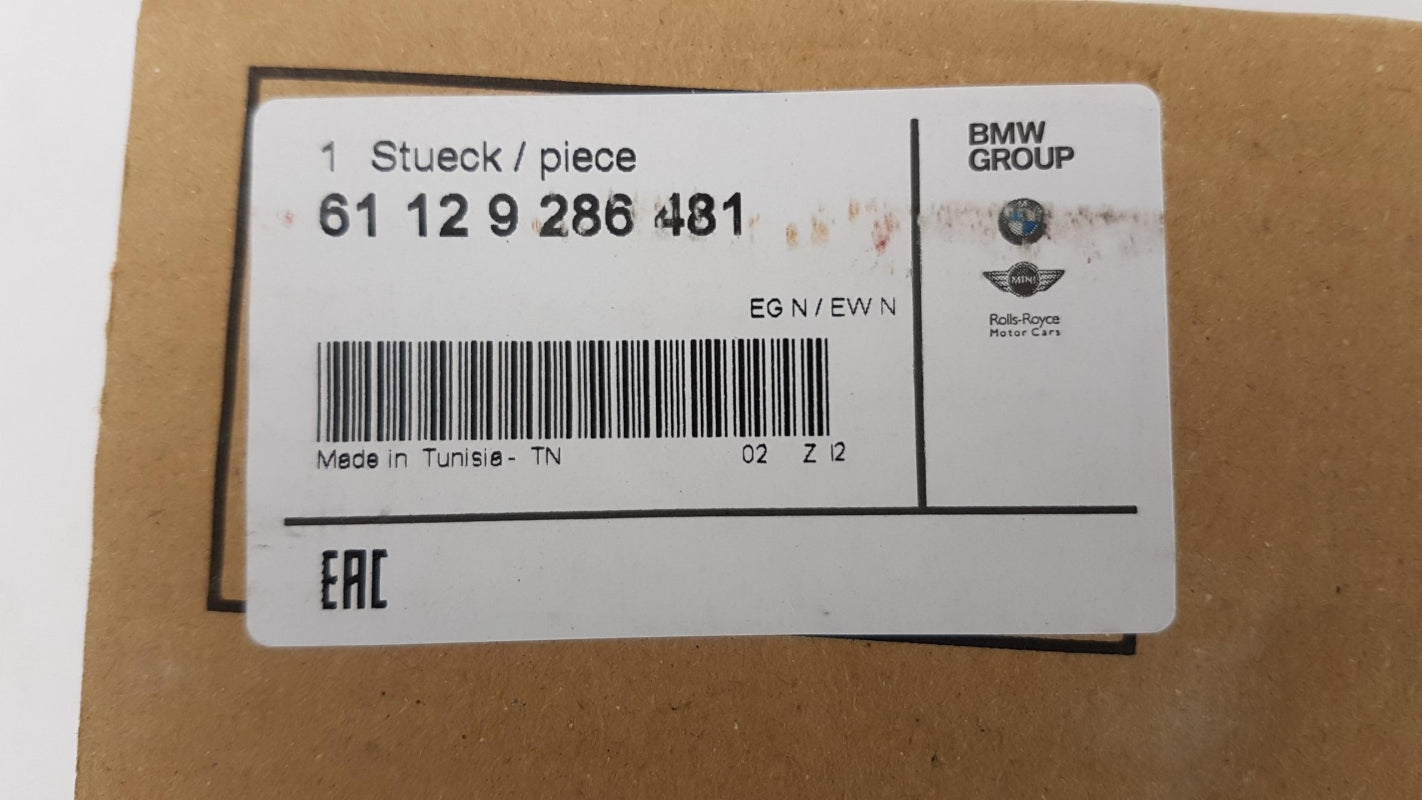 1 Stueck / piece
61 12 9 286 481
EG N / EW N
Made in Tunisia - TN 02 Z 12
EAC
BMW
GROUP
MINI
Rolls-Royce
Motor Cars